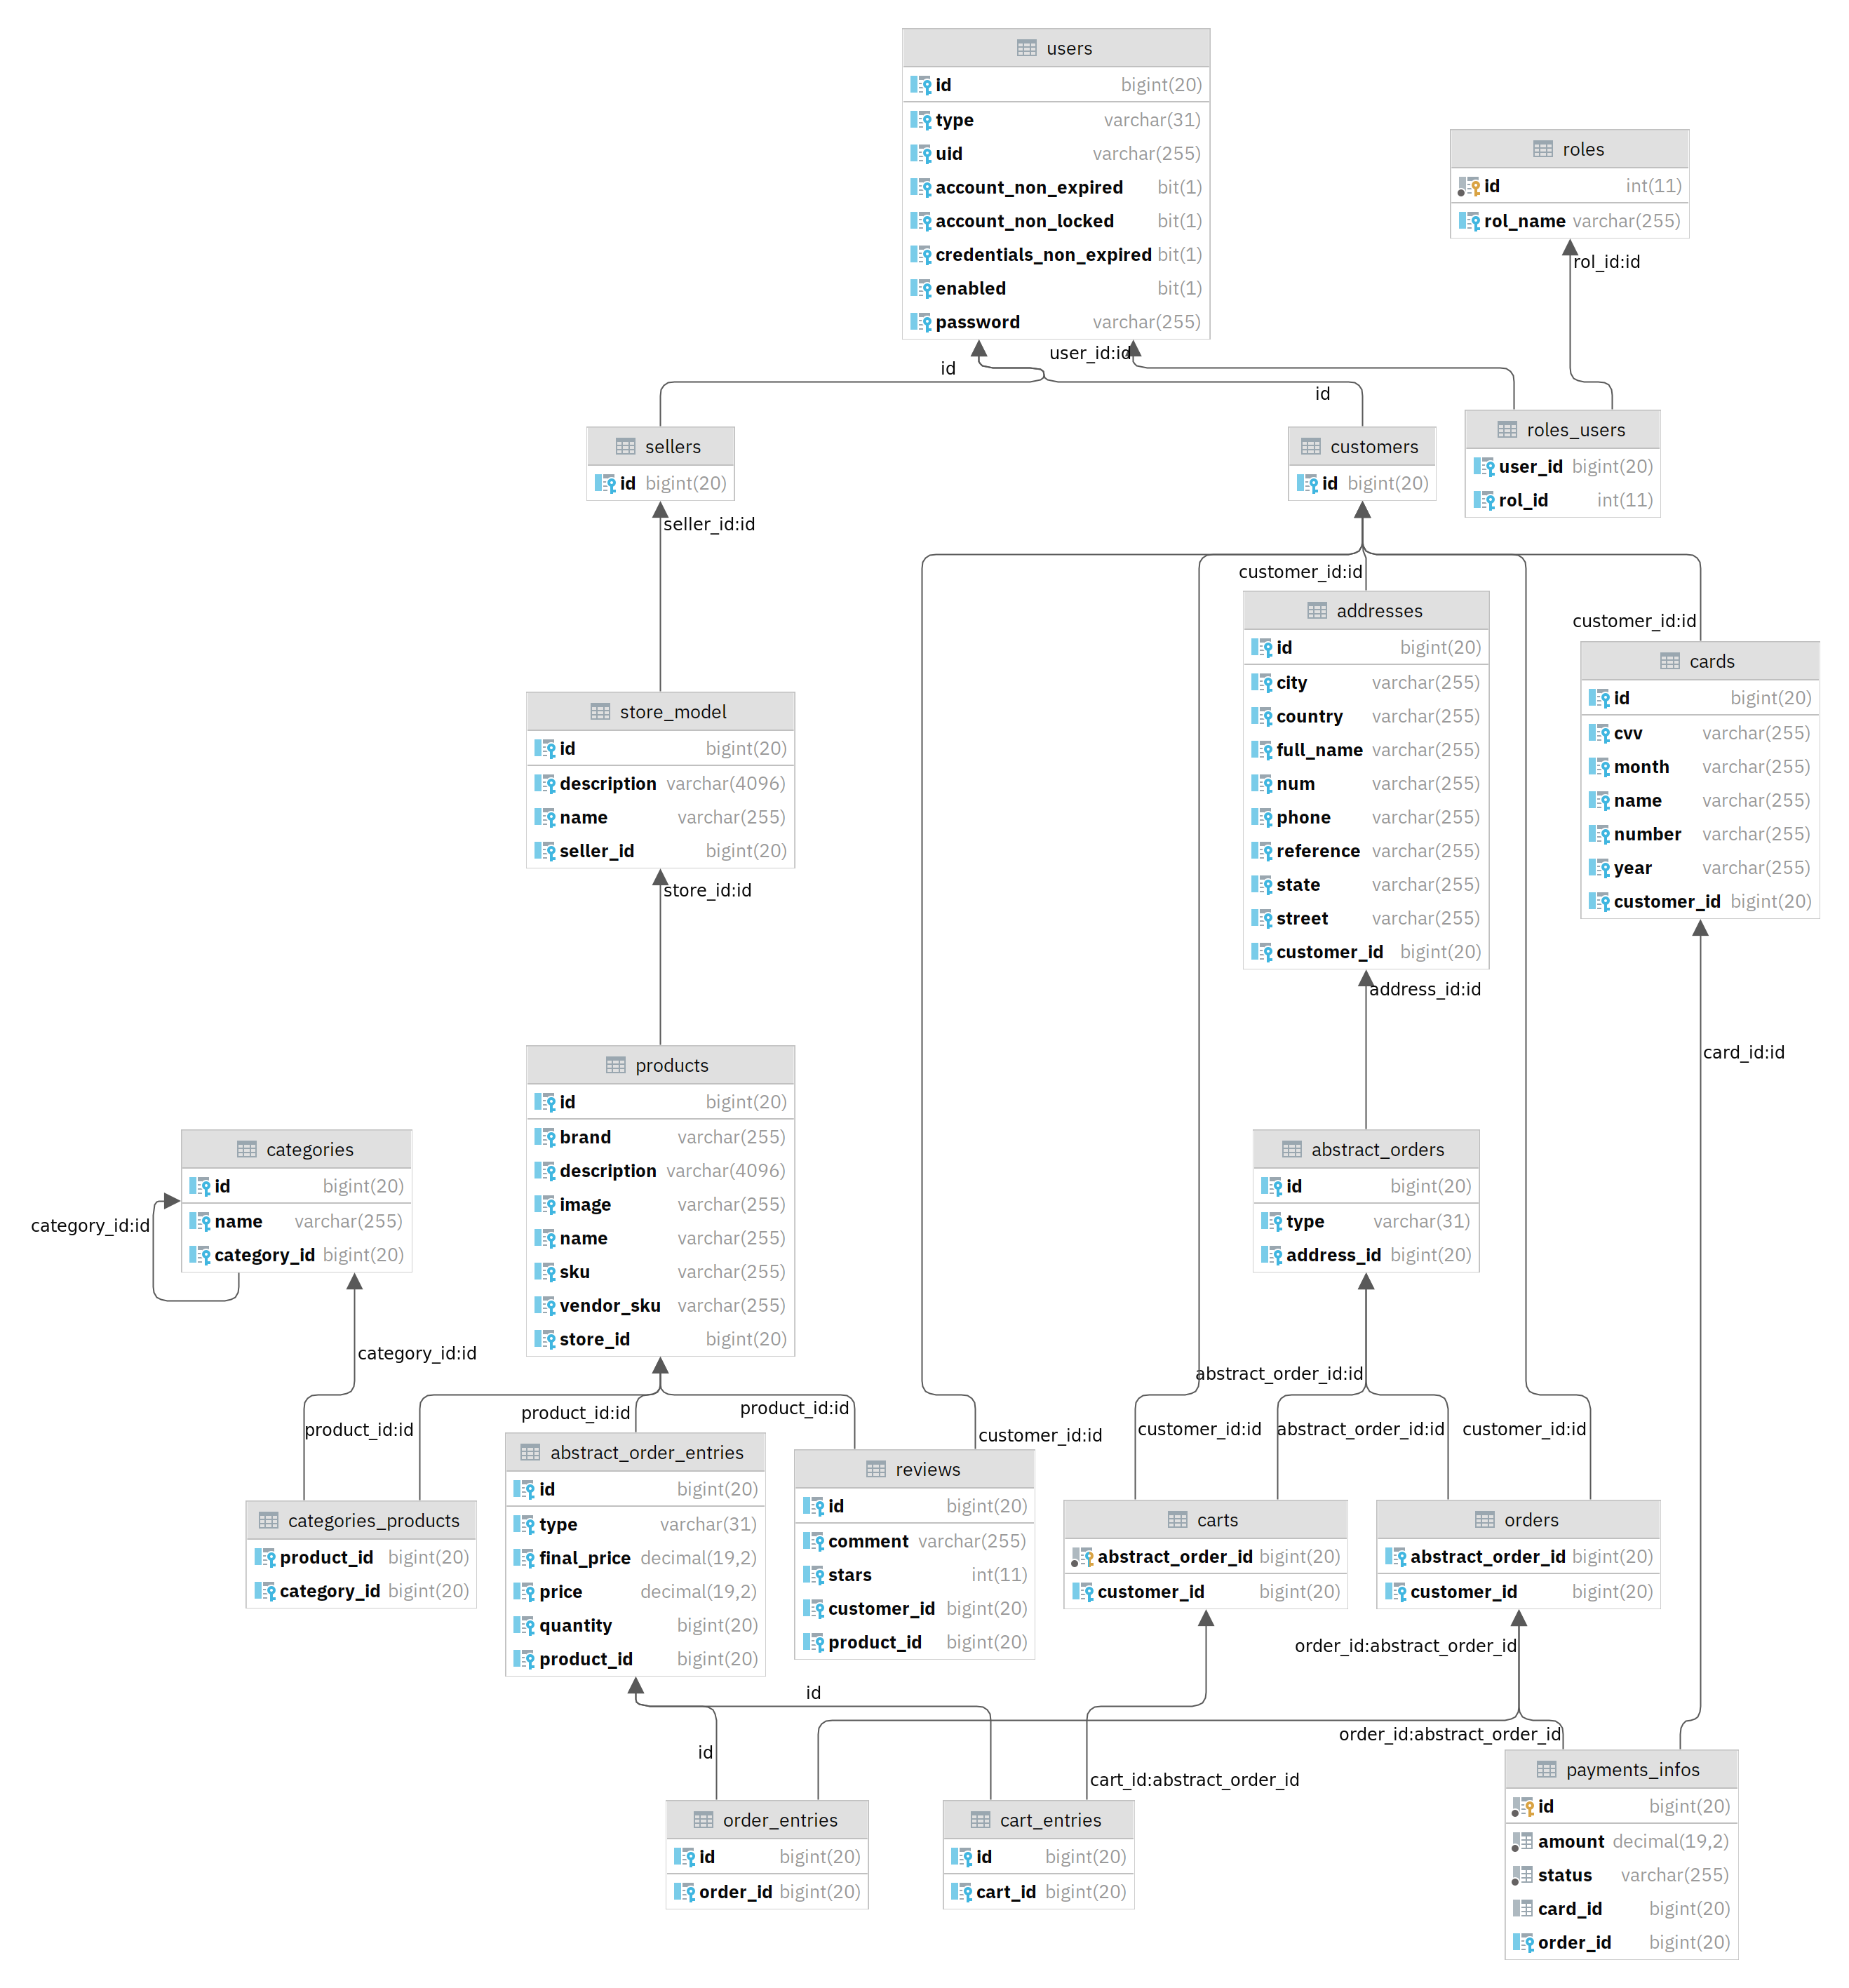 users
id bigint(20)
type varchar(31)
uid varchar(255)
account_non_expired bit(1)
account_non_locked bit(1)
credentials_non_expired bit(1)
enabled bit(1)
password varchar(255)
roles
id int(11)
rol_name varchar(255)
rol_id:id
user_id:id
id
id
sellers
id bigint(20)
customers
id bigint(20)
roles_users
user_id bigint(20)
rol_id int(11)
seller_id:id
customer_id:id
customer_id:id
addresses
id bigint(20)
city varchar(255)
country varchar(255)
full_name varchar(255)
num varchar(255)
phone varchar(255)
reference varchar(255)
state varchar(255)
street varchar(255)
customer_id bigint(20)
cards
id bigint(20)
cvv varchar(255)
month varchar(255)
name varchar(255)
number varchar(255)
year varchar(255)
customer_id bigint(20)
store_model
id bigint(20)
description varchar(4096)
name varchar(255)
seller_id bigint(20)
store_id:id
address_id:id
card_id:id
products
id bigint(20)
brand varchar(255)
description varchar(4096)
image varchar(255)
name varchar(255)
sku varchar(255)
vendor_sku varchar(255)
store_id bigint(20)
categories
id bigint(20)
name varchar(255)
category_id bigint(20)
category_id:id
abstract_orders
id bigint(20)
type varchar(31)
address_id bigint(20)
category_id:id
abstract_order_id:id
product_id:id
product_id:id
product_id:id
customer_id:id
customer_id:id
abstract_order_id:id
customer_id:id
abstract_order_entries
id bigint(20)
type varchar(31)
final_price decimal(19,2)
price decimal(19,2)
quantity bigint(20)
product_id bigint(20)
reviews
id bigint(20)
comment varchar(255)
stars int(11)
customer_id bigint(20)
product_id bigint(20)
categories_products
product_id bigint(20)
category_id bigint(20)
carts
abstract_order_id bigint(20)
customer_id bigint(20)
orders
abstract_order_id bigint(20)
customer_id bigint(20)
order_id:abstract_order_id
id
order_id:abstract_order_id
id
cart_id:abstract_order_id
order_entries
id bigint(20)
order_id bigint(20)
cart_entries
id bigint(20)
cart_id bigint(20)
payments_infos
id bigint(20)
amount decimal(19,2)
status varchar(255)
card_id bigint(20)
order_id bigint(20)